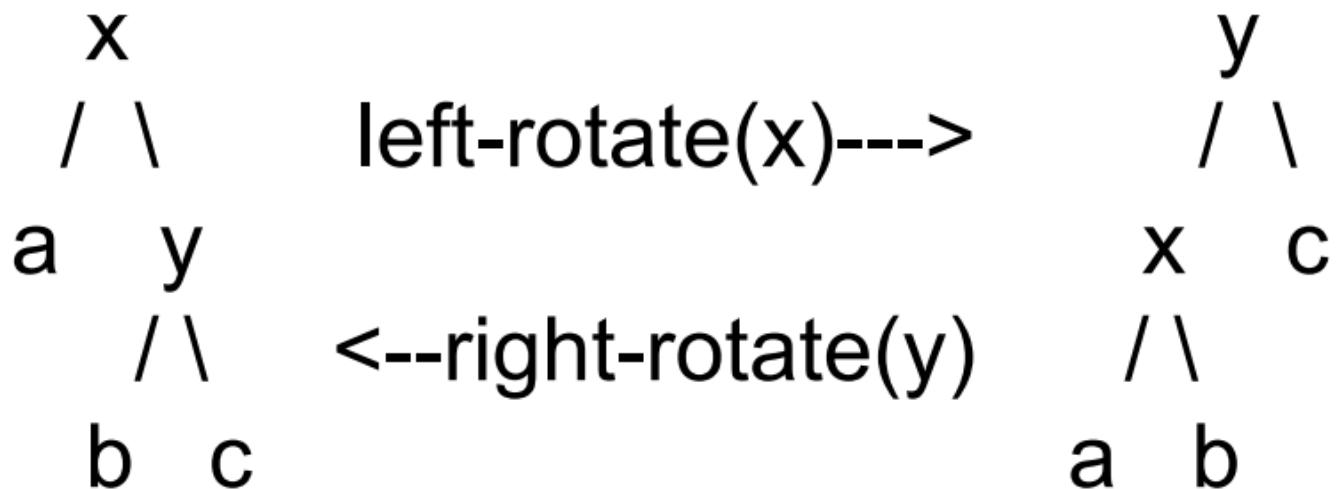 x y
/ \ left-rotate(x)---> / \
a y x c
/ \ <--right-rotate(y) / \
b c a b